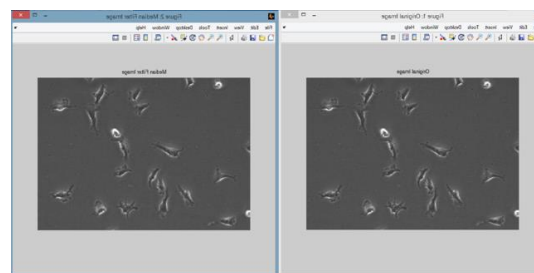 Figure 2: Median Filter Image
File Edit View Insert Tools Desktop Window Help
Median Filter Image
Figure 1: Original Image
Edit View Insert Tools Desktop Window Help
Original Image